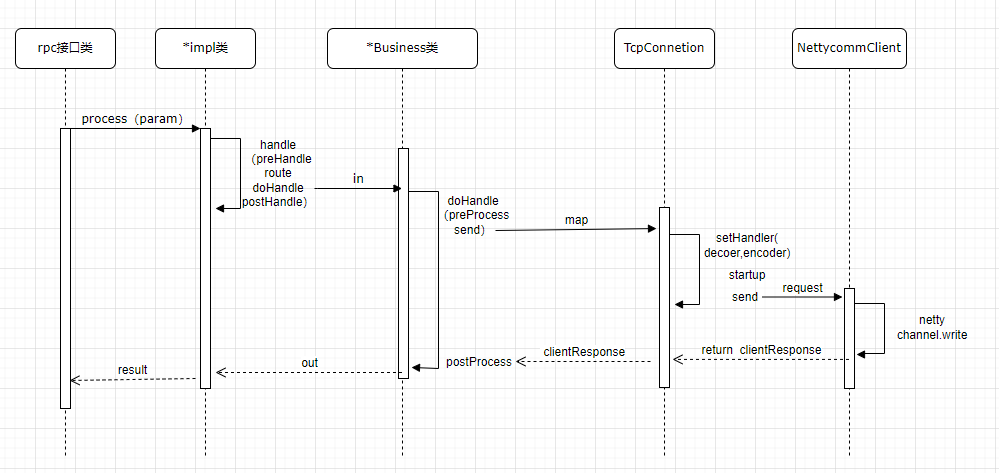 rpc接口类
*impl类
*Business类
TcpConnetion
NettycommClient
process（param）
handle
（preHandle
route
doHandle
postHandle）
in
doHandle
（preProcess
send）
map
setHandler(
decoer,encoder)
startup
send
request
netty
channel.write
return clientResponse
clientResponse
postProcess
out
result